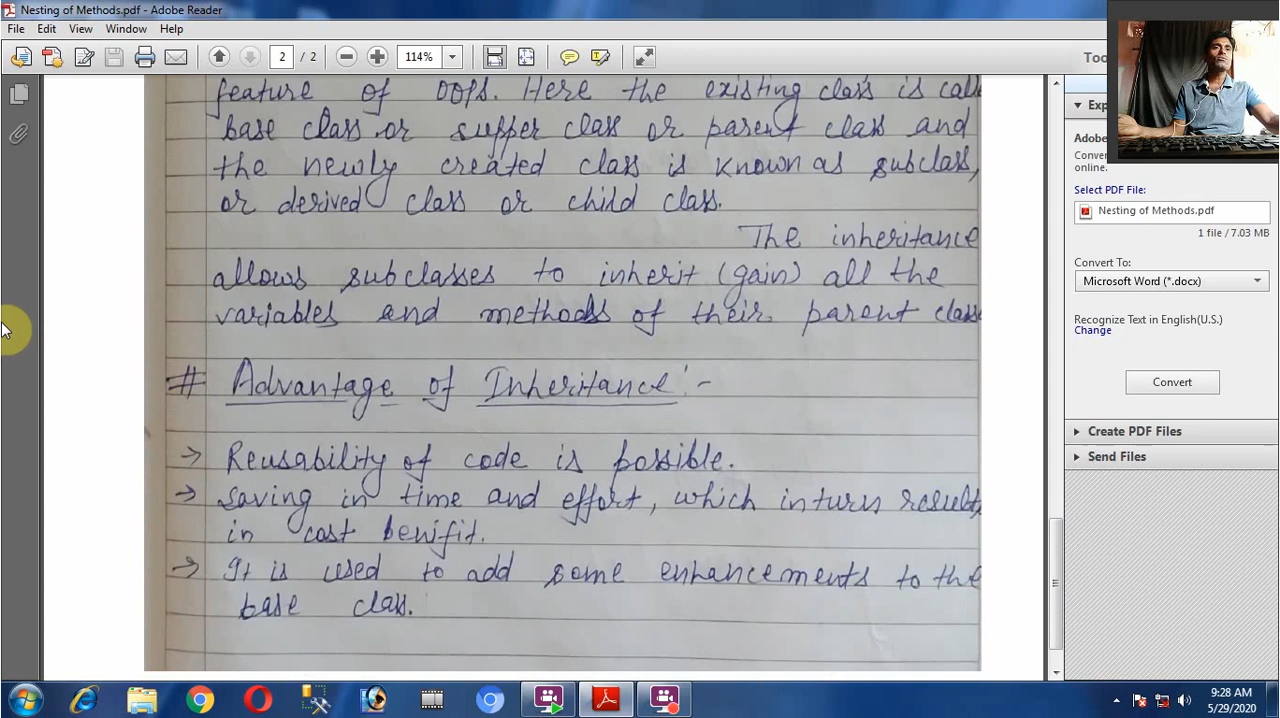 Nesting of Methods.pdf - Adobe Reader
File Edit View Window Help
2 / 2 114%
Too
feature of OOPS. Here the existing class is call
base class or supper class or parent class and
the newly created class is known as subclass,
or derived class or child class.
The inheritance
allows subclasses to inherit (gain) all the
variables and methods of their parent class
# Advantage of Inheritance :-
→ Reusability of code is possible.
→ Saving in time and effort, which inturn results
in cost benifit.
→ It is used to add some enhancements to the
base class.
Exp
Adobe
Conver
online.
Select PDF File:
Nesting of Methods.pdf
1 file / 7.03 MB
Convert To:
Microsoft Word (*.docx)
Recognize Text in English(U.S.)
Change
Convert
Create PDF Files
Send Files
9:28 AM
5/29/2020